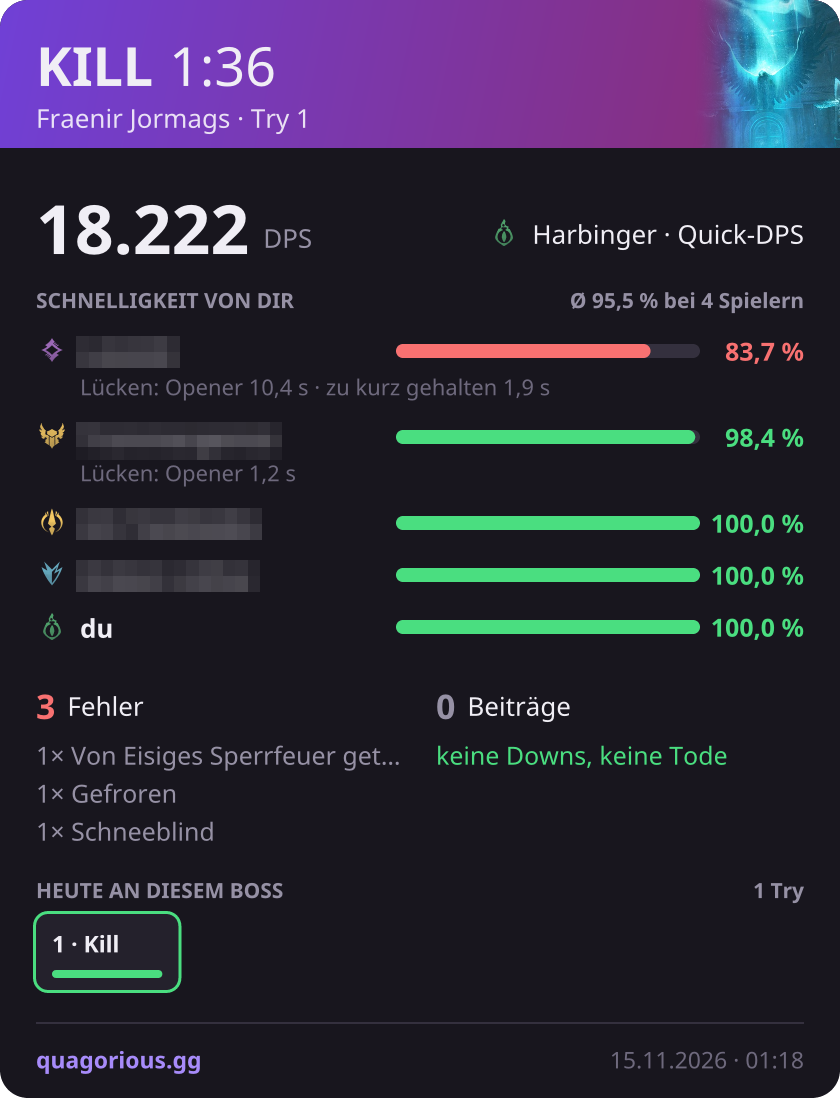 KILL 1:36
Fraenir Jormags · Try 1
18.222 DPS
Harbinger · Quick-DPS
SCHNELLIGKEIT VON DIR
Ø 95,5 % bei 4 Spielern
83,7 %
Lücken: Opener 10,4 s · zu kurz gehalten 1,9 s
98,4 %
Lücken: Opener 1,2 s
100,0 %
100,0 %
du 100,0 %
3 Fehler
0 Beiträge
1× Von Eisiges Sperrfeuer get…
keine Downs, keine Tode
1× Gefroren
1× Schneeblind
HEUTE AN DIESEM BOSS
1 Try
1 · Kill
quagorious.gg
15.11.2026 · 01:18